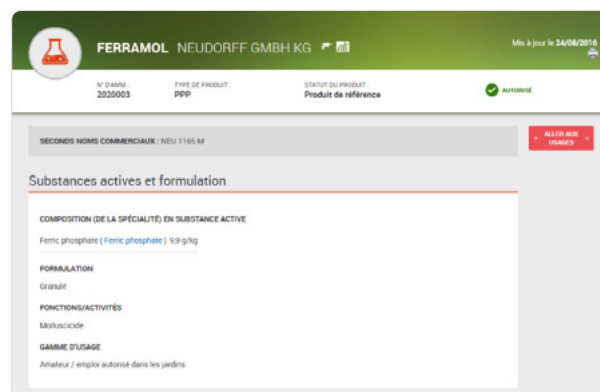 FERRAMOL NEUDORFF GMBH KG
Mis à jour le 24/08/2016
N° D'AMM :
2020003
TYPE DE PRODUIT :
PPP
STATUT DU PRODUIT :
Produit de référence
AUTORISÉ
SECONDS NOMS COMMERCIAUX : NEU 1165 M
ALLER AUX
USAGES
Substances actives et formulation
COMPOSITION (DE LA SPÉCIALITÉ) EN SUBSTANCE ACTIVE
Ferric phosphate ( Ferric phosphate ) 9,9 g/kg
FORMULATION
Granulé
FONCTIONS/ACTIVITÉS
Molluscicide
GAMME D'USAGE
Amateur / emploi autorisé dans les jardins